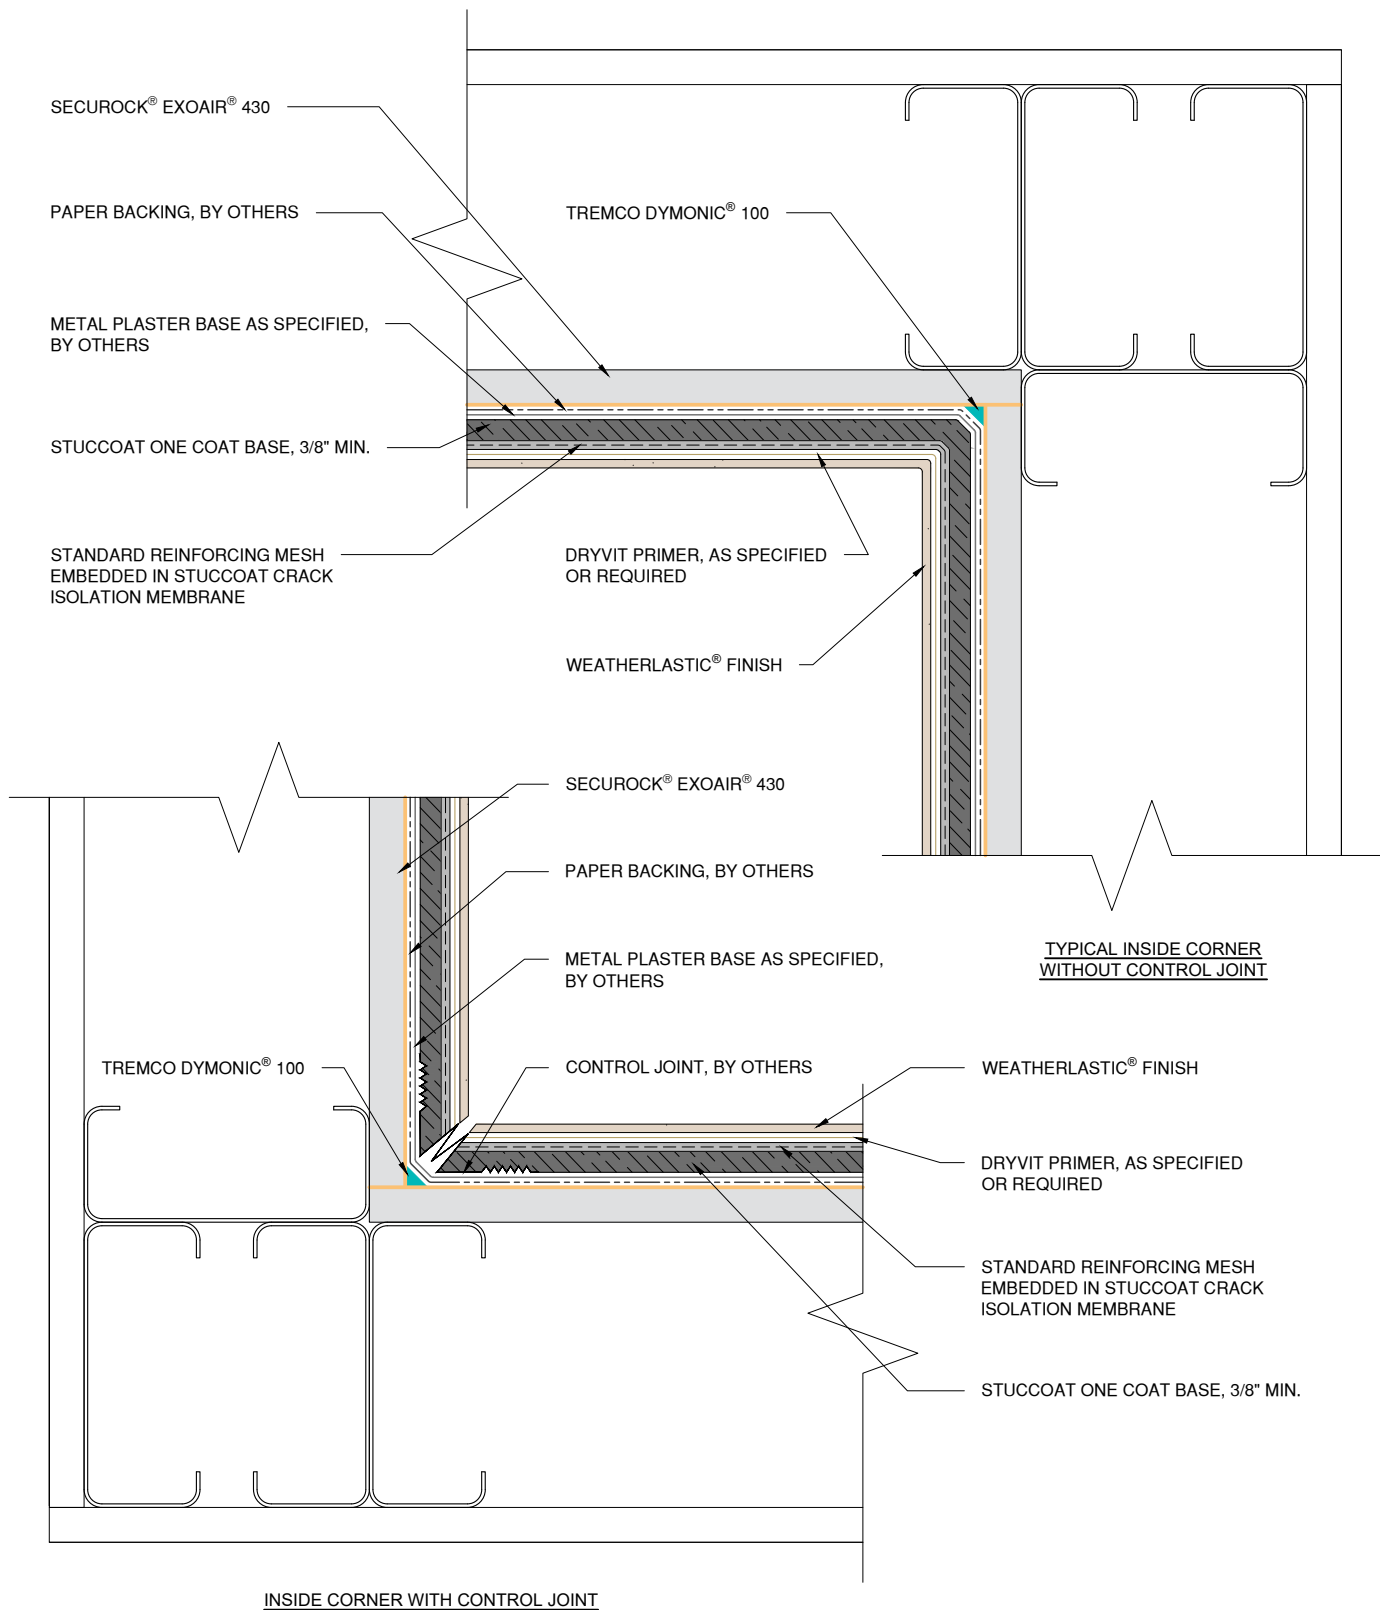 SECUROCK® EXOAIR® 430
PAPER BACKING, BY OTHERS
TREMCO DYMONIC® 100
METAL PLASTER BASE AS SPECIFIED,
BY OTHERS
STUCCOAT ONE COAT BASE, 3/8" MIN.
STANDARD REINFORCING MESH
EMBEDDED IN STUCCOAT CRACK
ISOLATION MEMBRANE
DRYVIT PRIMER, AS SPECIFIED
OR REQUIRED
WEATHERLASTIC® FINISH
SECUROCK® EXOAIR® 430
PAPER BACKING, BY OTHERS
TYPICAL INSIDE CORNER
WITHOUT CONTROL JOINT
METAL PLASTER BASE AS SPECIFIED,
BY OTHERS
TREMCO DYMONIC® 100
CONTROL JOINT, BY OTHERS
WEATHERLASTIC® FINISH
DRYVIT PRIMER, AS SPECIFIED
OR REQUIRED
STANDARD REINFORCING MESH
EMBEDDED IN STUCCOAT CRACK
ISOLATION MEMBRANE
STUCCOAT ONE COAT BASE, 3/8" MIN.
INSIDE CORNER WITH CONTROL JOINT